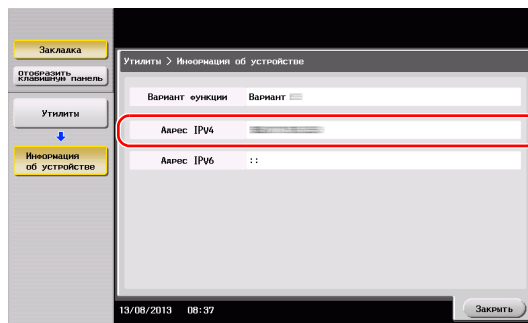 Закладка
Отобразить
клавишную панель
Утилиты
Информация
об устройстве
Утилиты > Информация об устройстве
Вариант функции Вариант
Адрес IPv4
Адрес IPv6 ::
13/08/2013 08:37
Закрыть